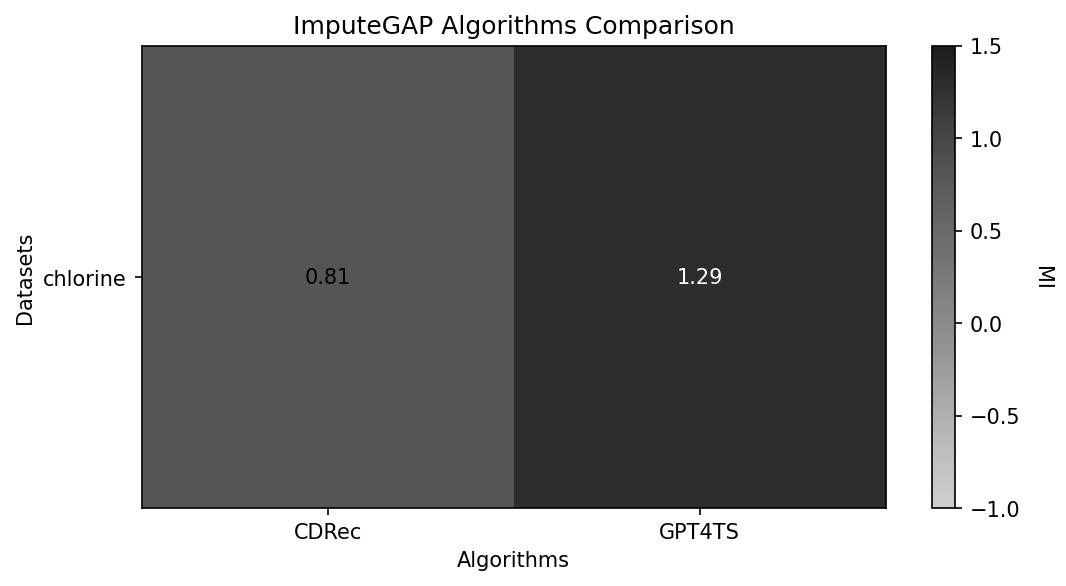 ImputeGAP Algorithms Comparison
Datasets
chlorine
0.81
1.29
CDRec
GPT4TS
Algorithms
1.5
1.0
0.5
0.0
−0.5
−1.0
MI